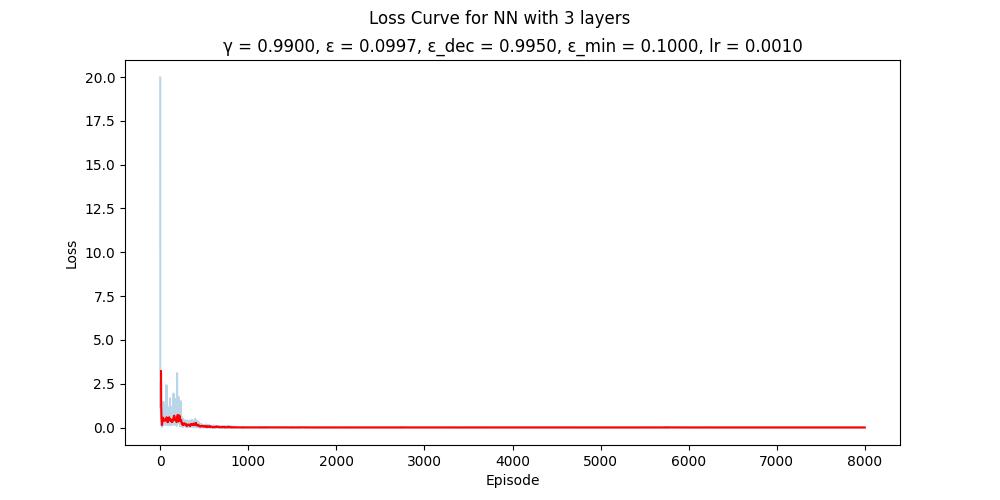 Loss Curve for NN with 3 layers
γ = 0.9900, ε = 0.0997, ε_dec = 0.9950, ε_min = 0.1000, lr = 0.0010
20.0
17.5
15.0
12.5
10.0
7.5
5.0
2.5
0.0
Loss
0 1000 2000 3000 4000 5000 6000 7000 8000
Episode